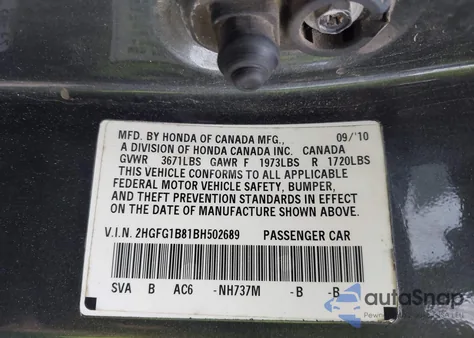 MFD. BY HONDA OF CANADA MFG., 09/'10
A DIVISION OF HONDA CANADA INC. CANADA
GVWR 3671LBS GAWR F 1973LBS R 1720LBS
THIS VEHICLE CONFORMS TO ALL APPLICABLE
FEDERAL MOTOR VEHICLE SAFETY, BUMPER,
AND THEFT PREVENTION STANDARDS IN EFFECT
ON THE DATE OF MANUFACTURE SHOWN ABOVE.
V.I.N. 2HGFG1B81BH502689 PASSENGER CAR
SVA B AC6 -NH737M -B -B-
autoSnap